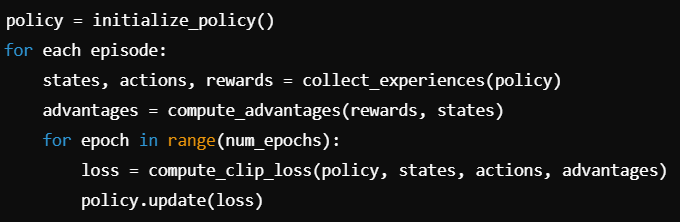 policy = initialize_policy()
for each episode:
    states, actions, rewards = collect_experiences(policy)
    advantages = compute_advantages(rewards, states)
    for epoch in range(num_epochs):
        loss = compute_clip_loss(policy, states, actions, advantages)
        policy.update(loss)